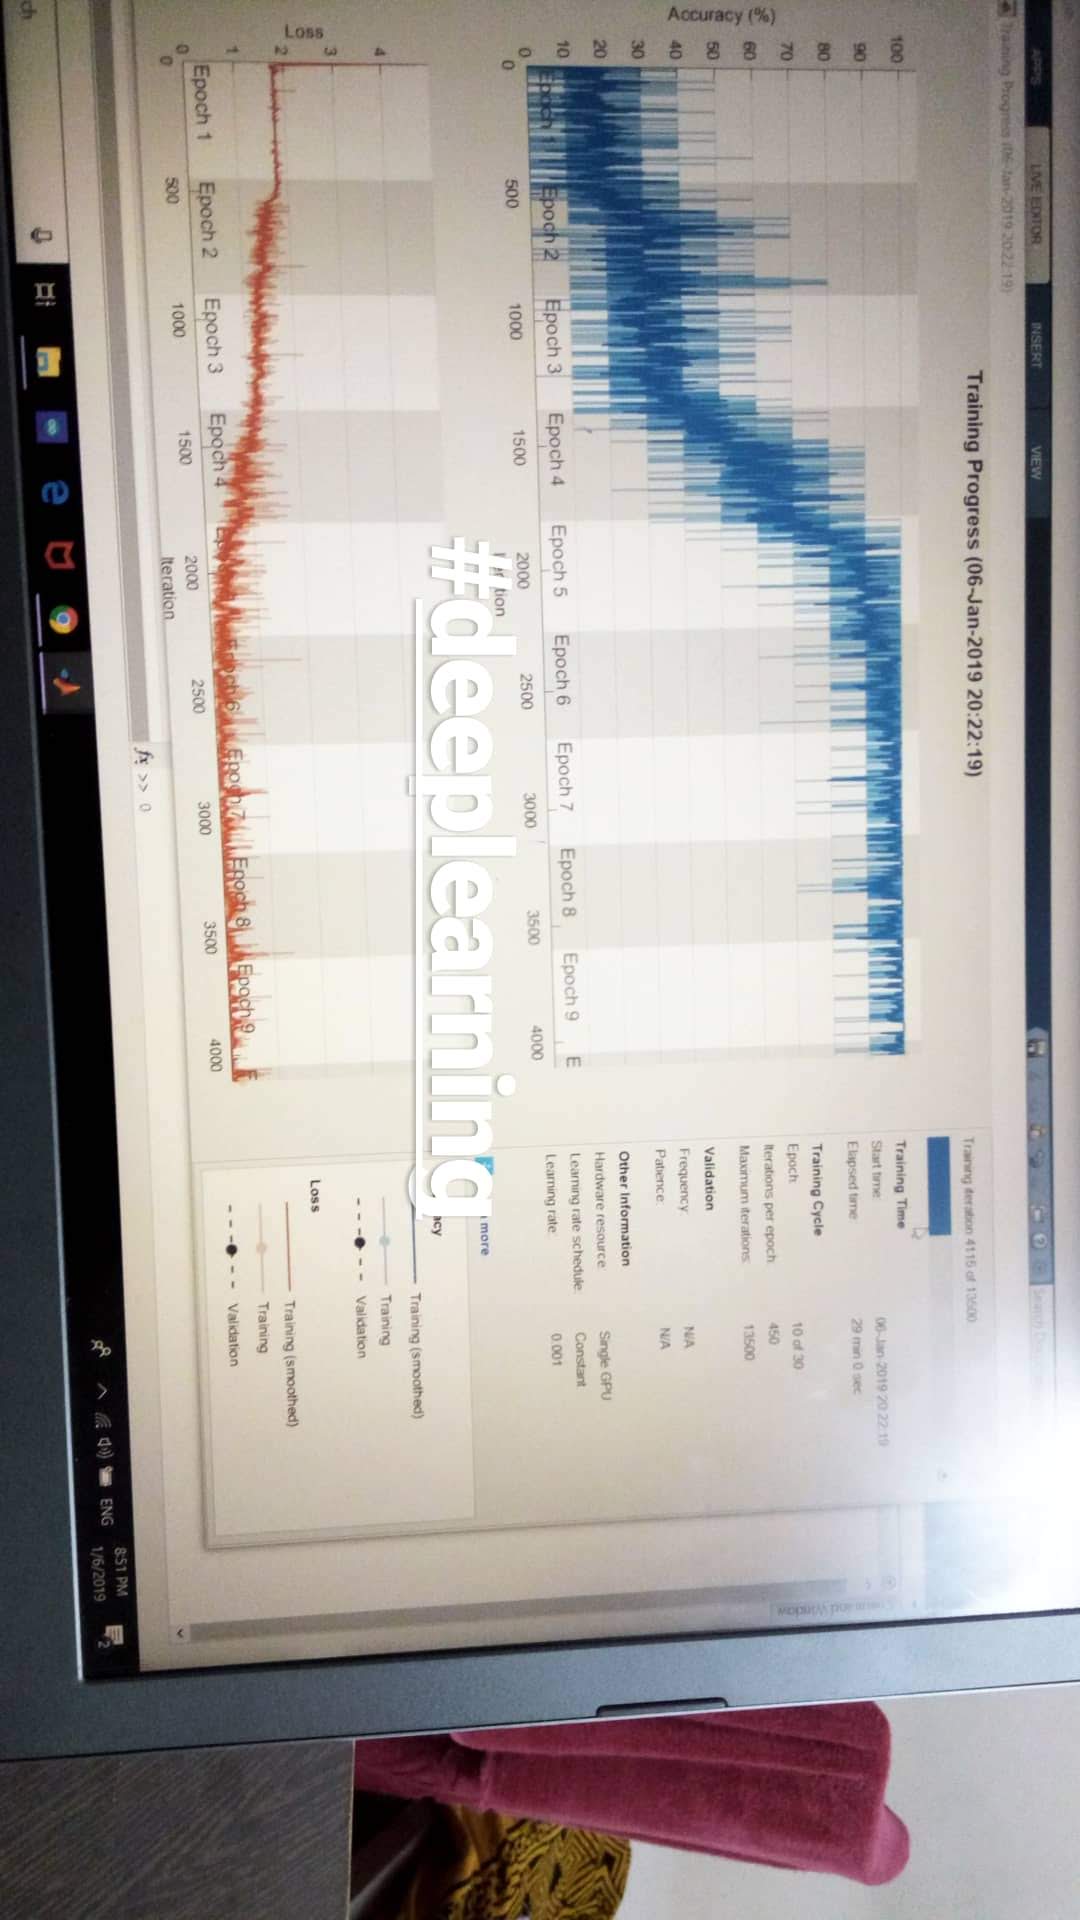 APPS
LIVE EDITOR
INSERT
VIEW
Training Progress (06-Jan-2019 20:22:19)
Training Progress (06-Jan-2019 20:22:19)
Accuracy (%)
100
90
80
70
60
50
40
30
20
10
0
Epoch 1
Epoch 2
Epoch 3
Epoch 4
Epoch 5
Epoch 6
Epoch 7
Epoch 8
Epoch 9
E
0
500
1000
1500
2000
2500
3000
3500
4000
#deeplearning
Loss
4
3
2
1
0
Epoch 1
Epoch 2
Epoch 3
Epoch 4
Epoch 6
Epoch 7
Epoch 8
Epoch 9
E
0
500
1000
1500
2000
2500
3000
3500
4000
Iteration
Training iteration 4115 of 13500
Training Time
Start time: 06-Jan-2019 20:22:19
Elapsed time: 29 min 0 sec
Training Cycle
Epoch: 10 of 30
Iterations per epoch: 450
Maximum iterations: 13500
Validation
Frequency: N/A
Patience: N/A
Other Information
Hardware resource: Single GPU
Learning rate schedule: Constant
Learning rate: 0.001
more
Training (smoothed)
Training
Validation
Loss
Training (smoothed)
Training
Validation
Command Window
fx >> 0
ENG
8:51 PM
1/6/2019
2